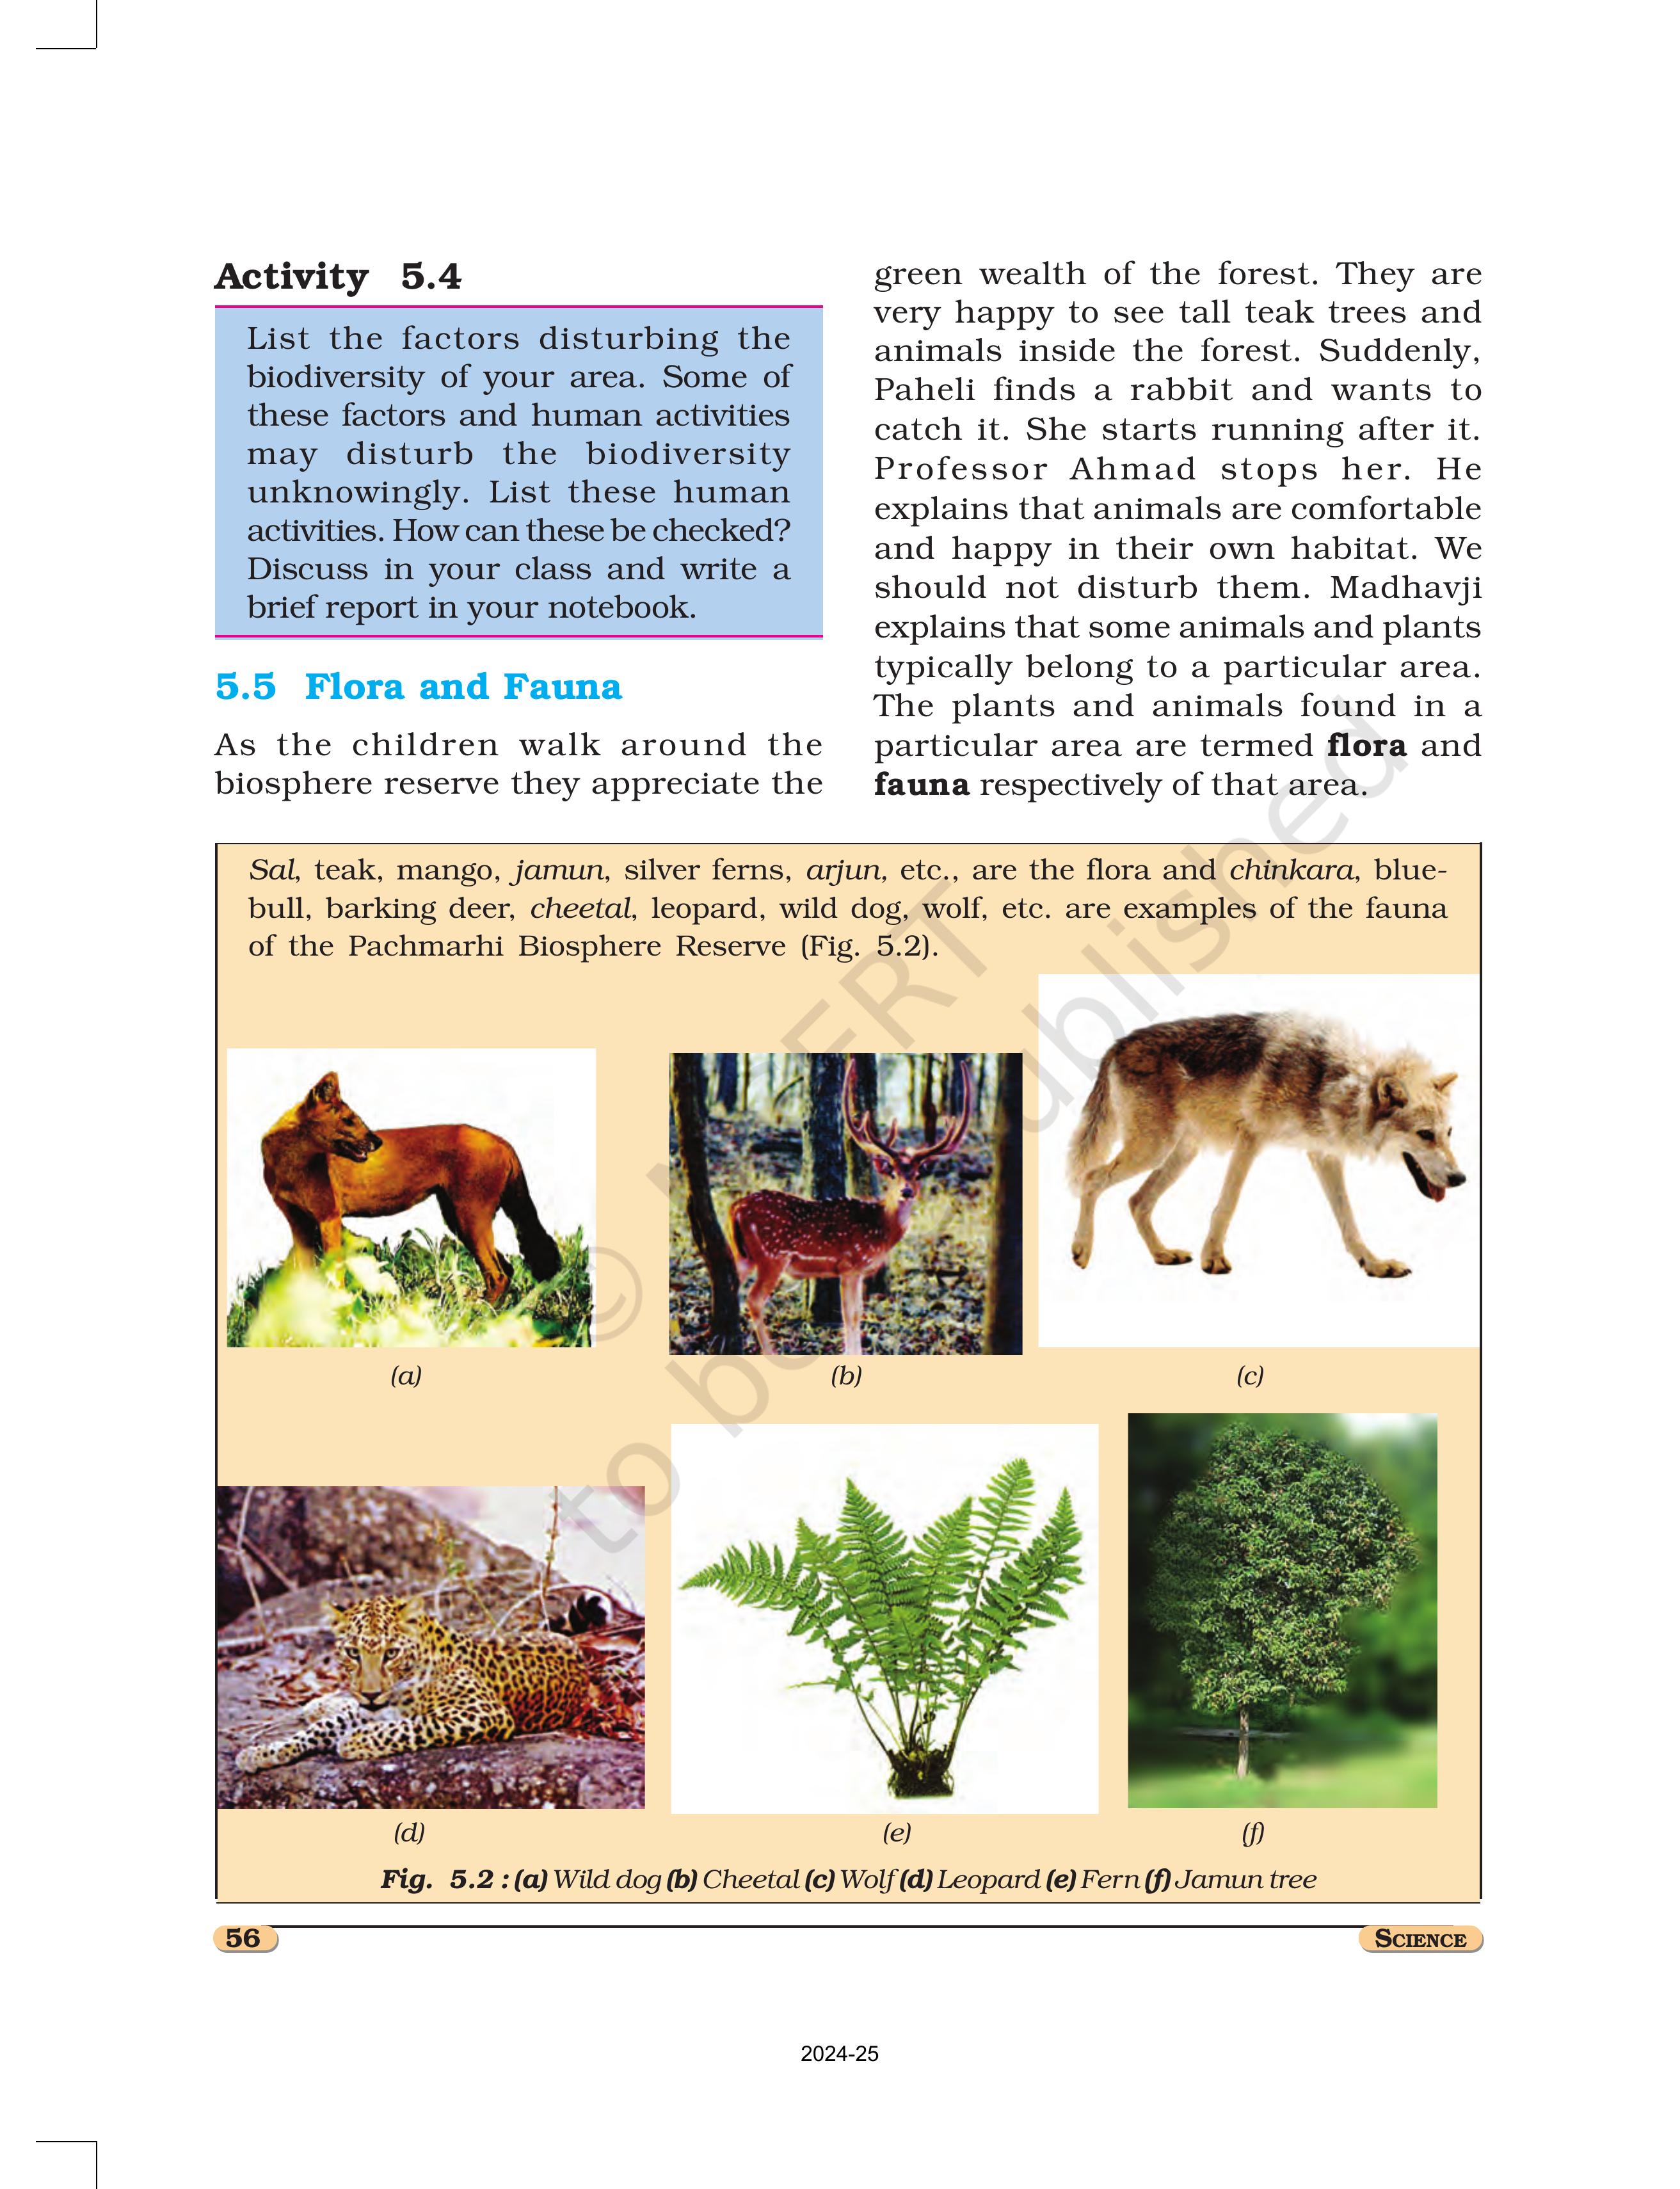 Activity 5.4
List the factors disturbing the
biodiversity of your area. Some of
these factors and human activities
may disturb the biodiversity
unknowingly. List these human
activities. How can these be checked?
Discuss in your class and write a
brief report in your notebook.
5.5 Flora and Fauna
As the children walk around the
biosphere reserve they appreciate the
green wealth of the forest. They are
very happy to see tall teak trees and
animals inside the forest. Suddenly,
Paheli finds a rabbit and wants to
catch it. She starts running after it.
Professor Ahmad stops her. He
explains that animals are comfortable
and happy in their own habitat. We
should not disturb them. Madhavji
explains that some animals and plants
typically belong to a particular area.
The plants and animals found in a
particular area are termed flora and
fauna respectively of that area.
Sal, teak, mango, jamun, silver ferns, arjun, etc., are the flora and chinkara, blue-
bull, barking deer, cheetal, leopard, wild dog, wolf, etc. are examples of the fauna
of the Pachmarhi Biosphere Reserve (Fig. 5.2).
(a)
(b)
(c)
(d)
(e)
(f)
Fig. 5.2 : (a) Wild dog (b) Cheetal (c) Wolf (d) Leopard (e) Fern (f) Jamun tree
56
SCIENCE
2024-25